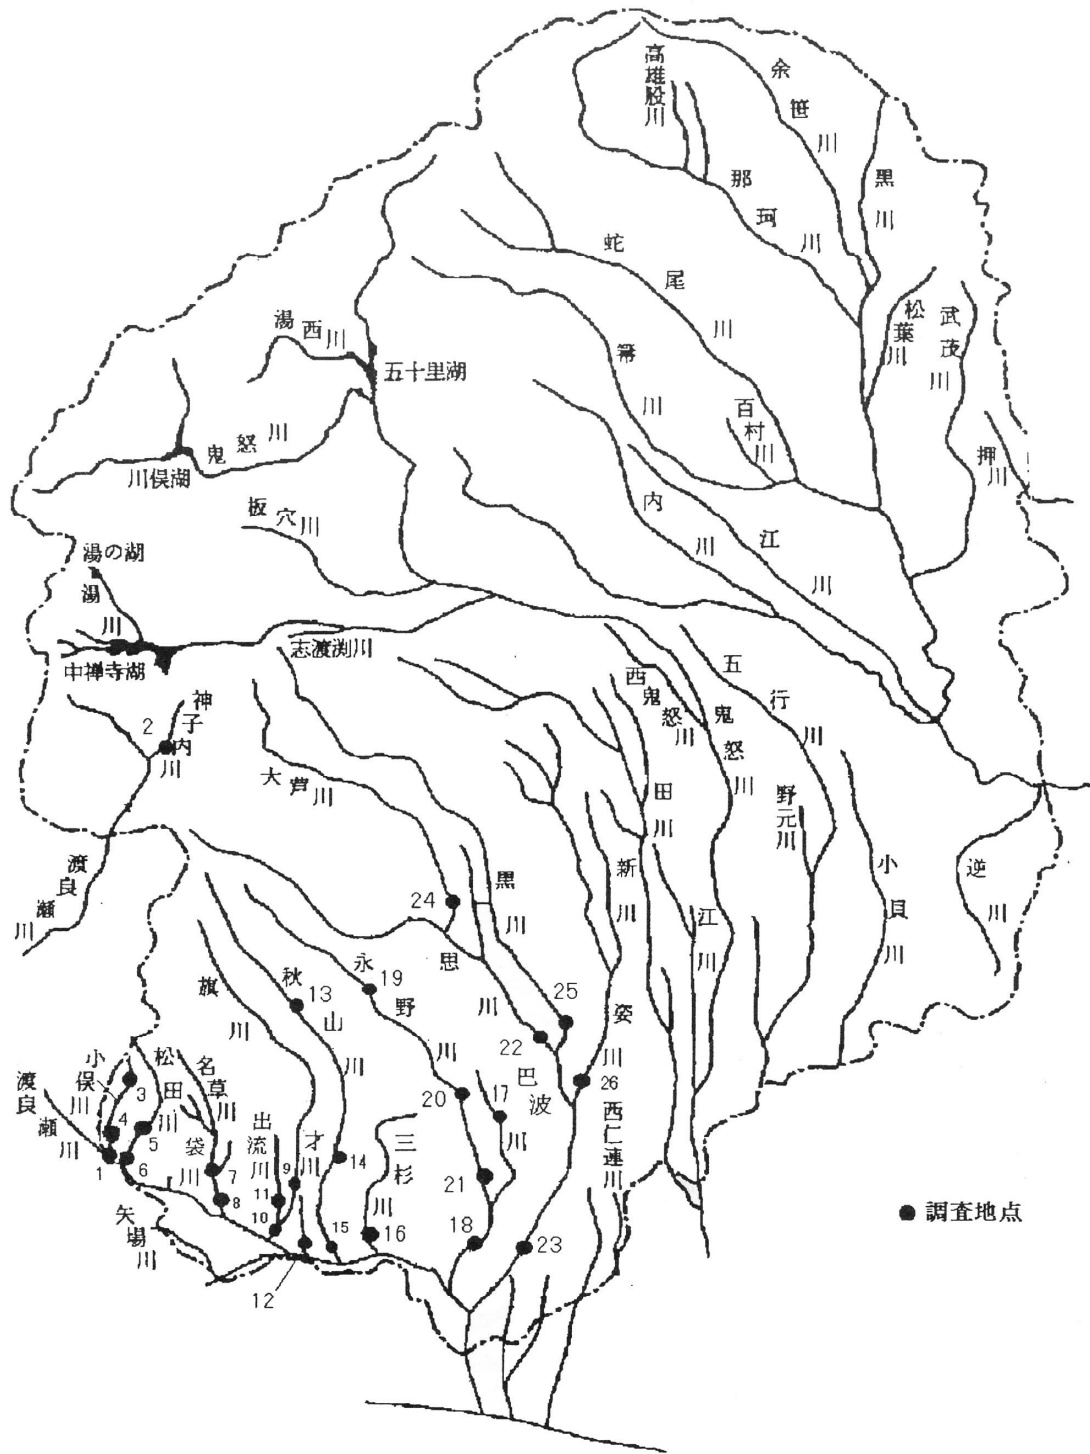 高雄股川
余笹川
黒川
那珂川
蛇尾川
松葉川
武茂川
湯西川
五十里湖
箒川
百村川
押川
鬼怒川
川俣湖
板穴川
内川
江川
湯の湖
湯川
中禅寺湖
志渡渕川
神子内川
2
西鬼怒川
五行川
鬼怒川
大芦川
田川
野元川
渡良瀬川
小貝川
逆川
新川
江川
黒川
24
思川
秋山川
13
永野川
19
旗川
25
22
姿川
26
小俣川
松田川
名草川
渡良瀬川
3
4
5
1
6
袋川
7
8
出流川
才川
9
11
10
14
三杉川
20
17
巴波川
西仁連川
21
矢場川
15
16
18
23
12
●調査地点